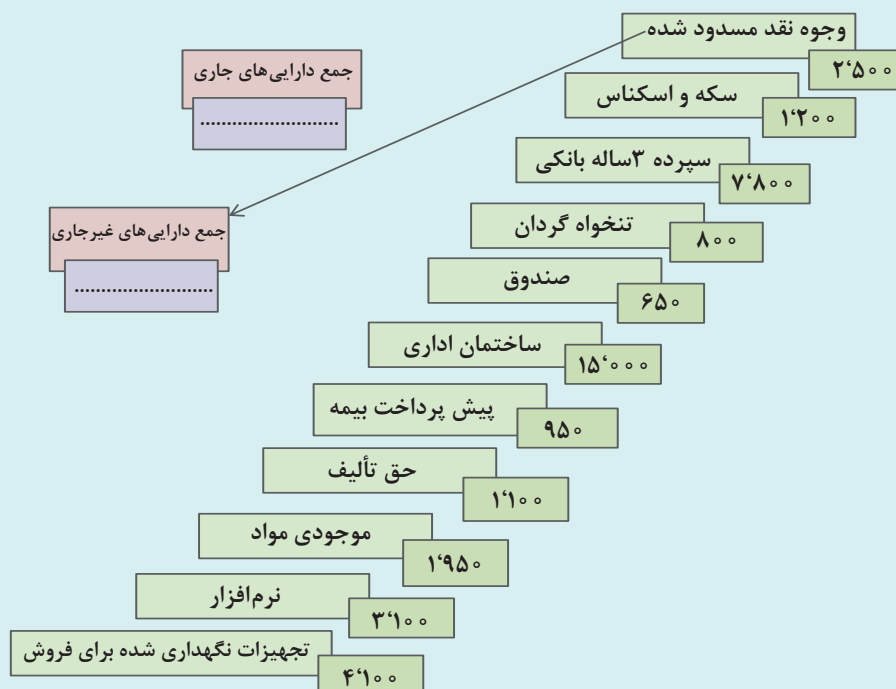 وجوه نقد مسدود شده
۲٬۵۰۰
جمع دارایی‌های جاری
...........................
سکه و اسکناس
۱٬۲۰۰
سپرده ۳ساله بانکی
۷٬۸۰۰
جمع دارایی‌های غیرجاری
...........................
تنخواه گردان
۸۰۰
صندوق
۶۵۰
ساختمان اداری
۱۵٬۰۰۰
پیش پرداخت بیمه
۹۵۰
حق تألیف
۱٬۱۰۰
موجودی مواد
۱٬۹۵۰
نرم‌افزار
۳٬۱۰۰
تجهیزات نگهداری شده برای فروش
۴٬۱۰۰